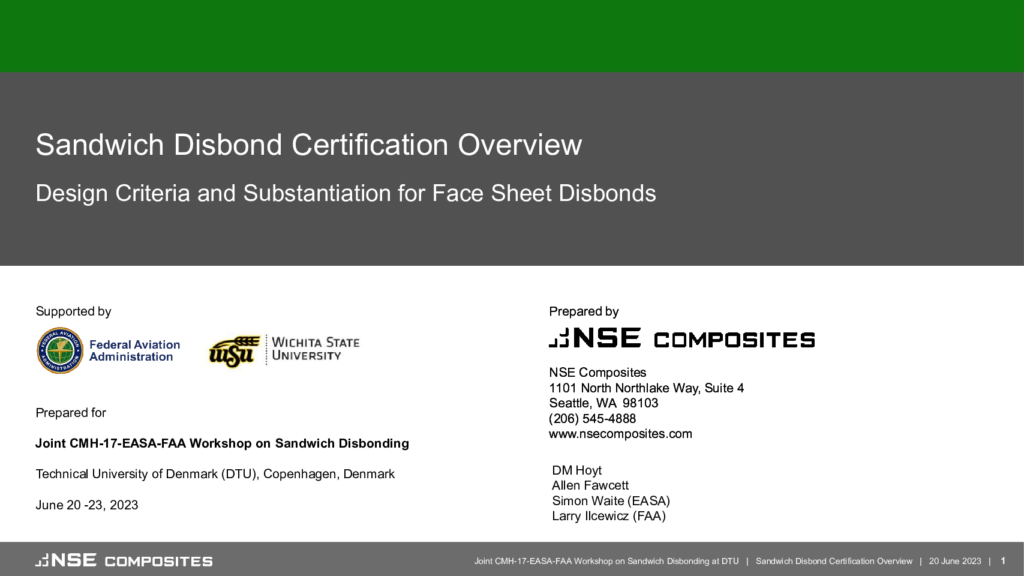 Sandwich Disbond Certification Overview
Design Criteria and Substantiation for Face Sheet Disbonds
Supported by
Federal Aviation
Administration
WSU
WICHITA STATE
UNIVERSITY
Prepared for
Joint CMH-17-EASA-FAA Workshop on Sandwich Disbonding
Technical University of Denmark (DTU), Copenhagen, Denmark
June 20 -23, 2023
Prepared by
NSE COMPOSITES
NSE Composites
1101 North Northlake Way, Suite 4
Seattle, WA 98103
(206) 545-4888
www.nsecomposites.com
DM Hoyt
Allen Fawcett
Simon Waite (EASA)
Larry Ilcewicz (FAA)
NSE COMPOSITES
Joint CMH-17-EASA-FAA Workshop on Sandwich Disbonding at DTU | Sandwich Disbond Certification Overview | 20 June 2023 | 1